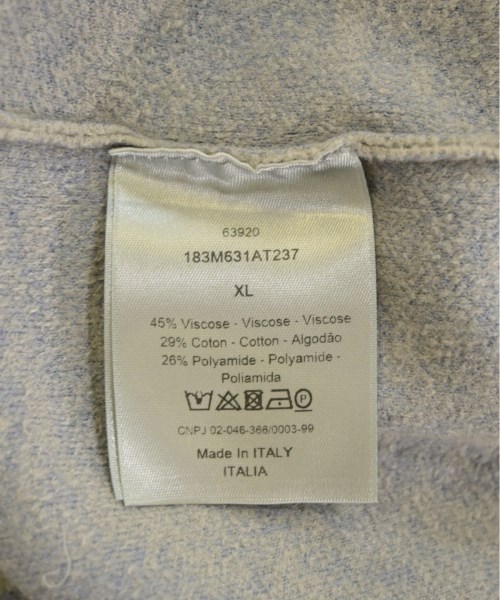 63920
183M631AT237
XL
45% Viscose - Viscose - Viscose
29% Coton - Cotton - Algodão
26% Polyamide - Polyamide -
Poliamida
P
CNPJ 02-046-366/0003-99
Made In ITALY
ITALIA